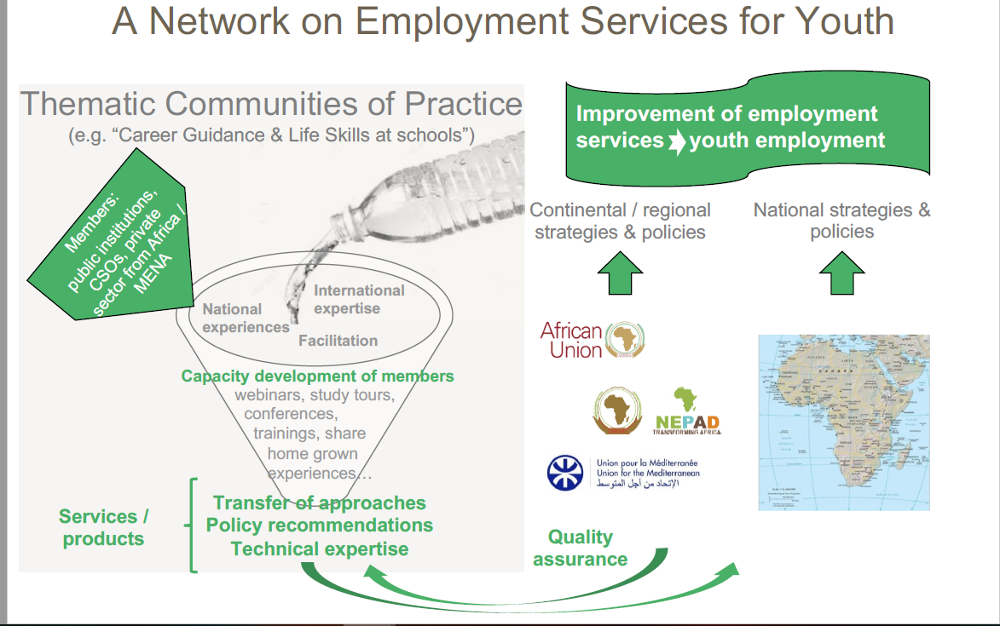 A Network on Employment Services for Youth
Thematic Communities of Practice
(e.g. “Career Guidance & Life Skills at schools”)
Members:
public institutions,
CSOs, private
sector from Africa /
MENA
National
experiences
International
expertise
Facilitation
Capacity development of members
webinars, study tours,
conferences,
trainings, share
home grown
experiences…
Services /
products
Transfer of approaches
Policy recommendations
Technical expertise
Improvement of employment
services youth employment
Continental / regional
strategies & policies
National strategies &
policies
African
Union
NEPAD
TRANSFORMING AFRICA
Union pour la Méditerranée
Union for the Mediterranean
الإتحاد من أجل المتوسط
Quality
assurance